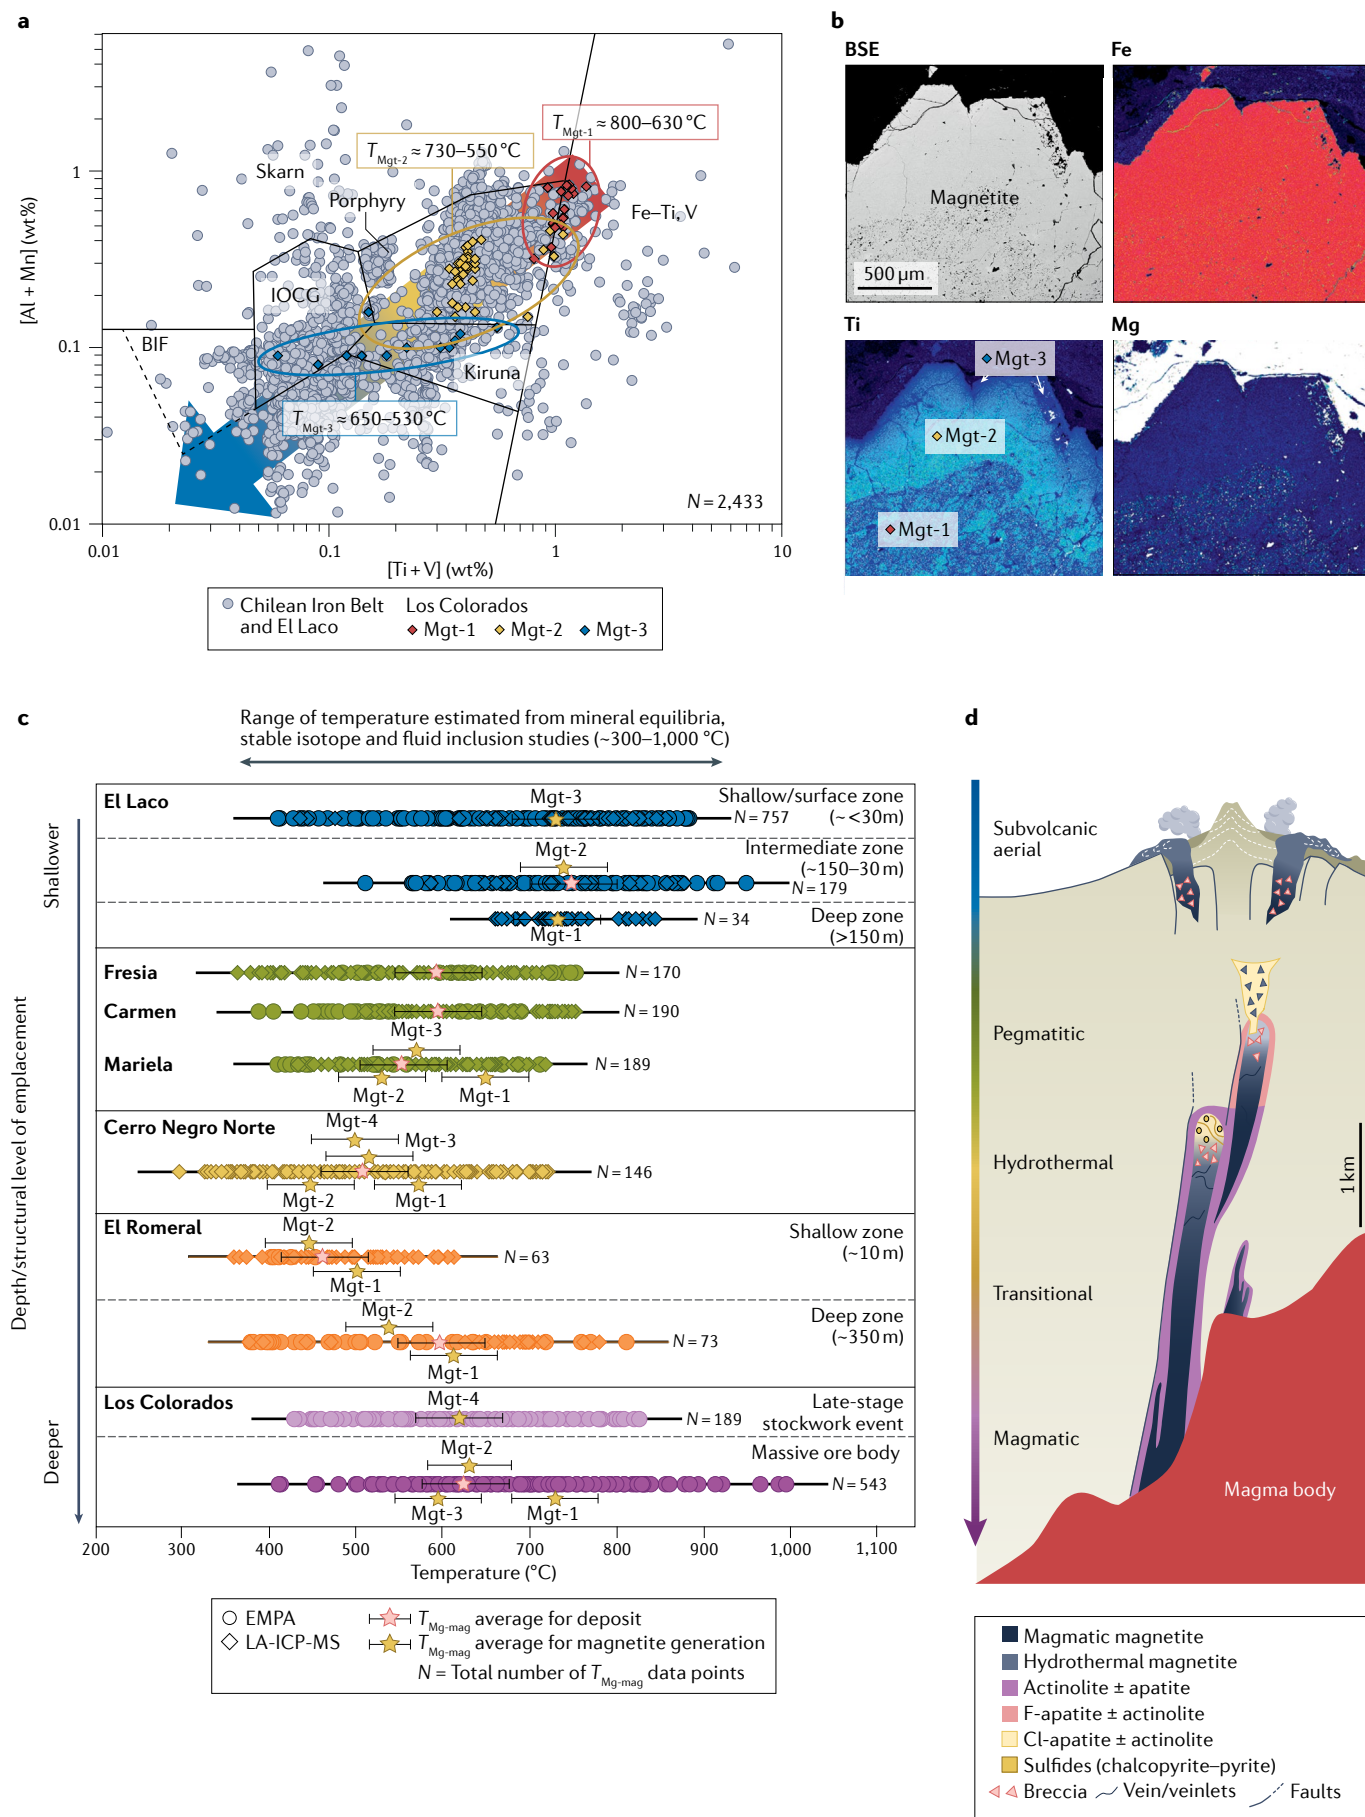 a
[Al + Mn] (wt%)
1
0.1
0.01
0.01
0.1
1
10
[Ti + V] (wt%)
T Mgt-1 ≈ 800–630 °C
T Mgt-2 ≈ 730–550 °C
Skarn
Porphyry
Fe–Ti, V
IOCG
BIF
Kiruna
T Mgt-3 ≈ 650–530 °C
N = 2,433
Chilean Iron Belt
and El Laco
Los Colorados
Mgt-1
Mgt-2
Mgt-3
b
BSE
Fe
Magnetite
500 µm
Ti
Mg
Mgt-3
Mgt-2
Mgt-1
c
Range of temperature estimated from mineral equilibria,
stable isotope and fluid inclusion studies (~300–1,000 °C)
Depth/structural level of emplacement
Shallower
Deeper
El Laco
Mgt-3
Shallow/surface zone
(~<30m)
N = 757
Mgt-2
Intermediate zone
(~150–30 m)
N = 179
Mgt-1
Deep zone
(>150 m)
N = 34
Fresia
N = 170
Carmen
N = 190
Mgt-3
Mariela
N = 189
Mgt-2
Mgt-1
Cerro Negro Norte
Mgt-4
Mgt-3
N = 146
Mgt-2
Mgt-1
El Romeral
Mgt-2
Shallow zone
(~10 m)
N = 63
Mgt-1
Mgt-2
Deep zone
(~350 m)
N = 73
Mgt-1
Los Colorados
Mgt-4
Late-stage
stockwork event
N = 189
Mgt-2
Massive ore body
N = 543
Mgt-3
Mgt-1
200
300
400
500
600
700
800
900
1,000
1,100
Temperature (°C)
EMPA
LA-ICP-MS
T Mg-mag average for deposit
T Mg-mag average for magnetite generation
N = Total number of T Mg-mag data points
d
Subvolcanic
aerial
Pegmatitic
Hydrothermal
Transitional
Magmatic
1 km
Magma body
Magmatic magnetite
Hydrothermal magnetite
Actinolite ± apatite
F-apatite ± actinolite
Cl-apatite ± actinolite
Sulfides (chalcopyrite–pyrite)
Breccia
Vein/veinlets
Faults